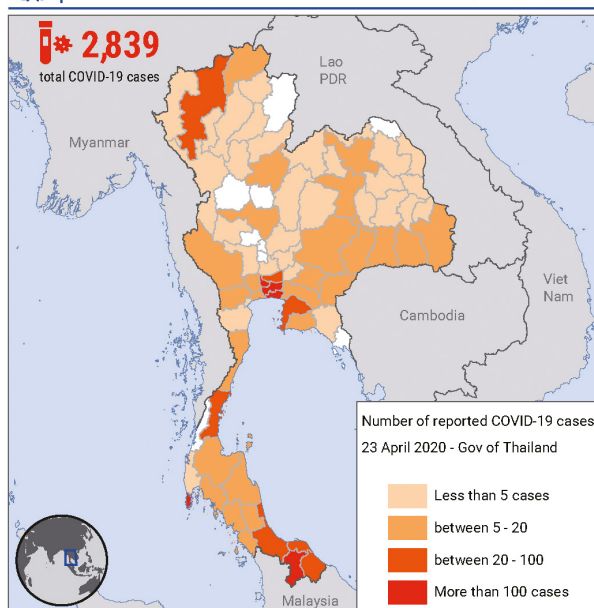 2,839
total COVID-19 cases
Lao
PDR
Myanmar
Viet
Nam
Cambodia
Number of reported COVID-19 cases
23 April 2020 - Gov of Thailand
Less than 5 cases
between 5 - 20
between 20 - 100
More than 100 cases
Malaysia